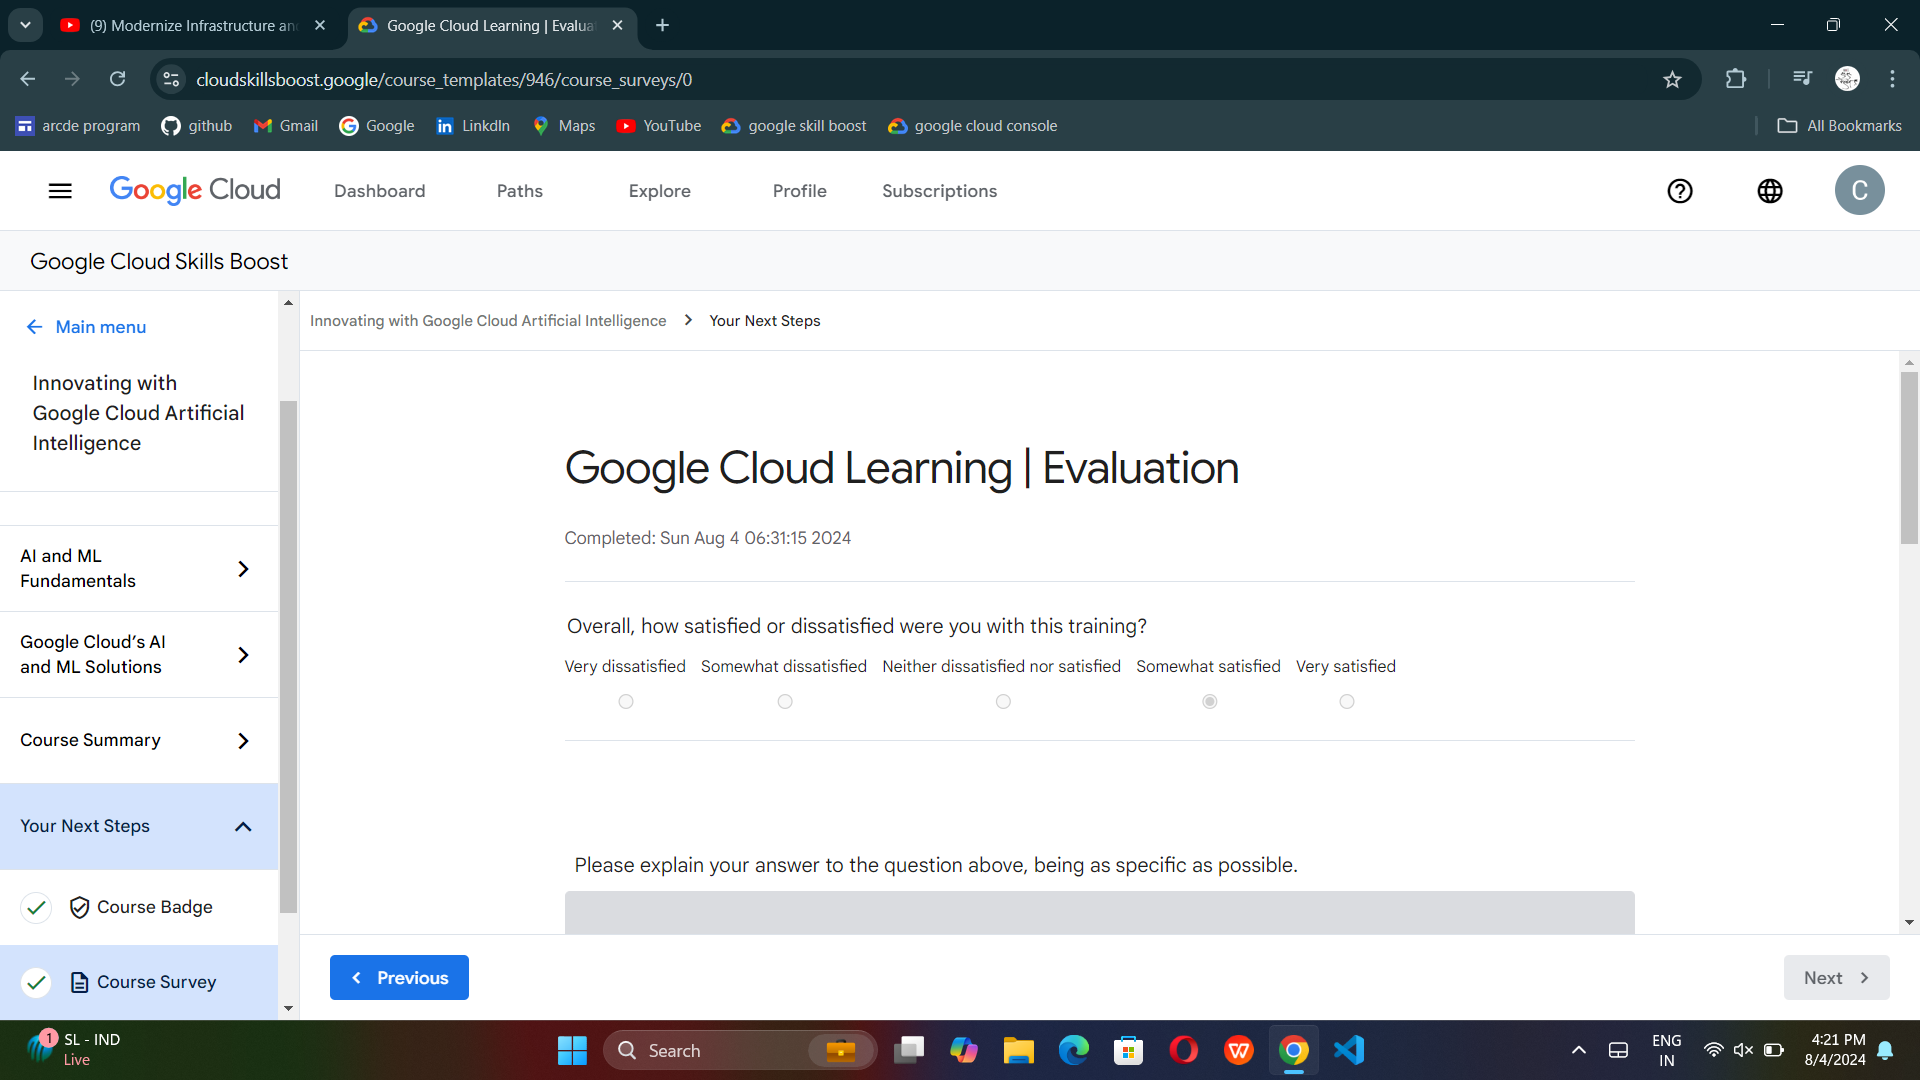 (9) Modernize Infrastructure an
Google Cloud Learning | Evalua
cloudskillsboost.google/course_templates/946/course_surveys/0
arcde program
github
Gmail
Google
LinkdIn
Maps
YouTube
google skill boost
google cloud console
All Bookmarks
Google Cloud
Dashboard
Paths
Explore
Profile
Subscriptions
C
Google Cloud Skills Boost
Main menu
Innovating with
Google Cloud Artificial
Intelligence
AI and ML
Fundamentals
Google Cloud’s AI
and ML Solutions
Course Summary
Your Next Steps
Course Badge
Course Survey
Innovating with Google Cloud Artificial Intelligence
Your Next Steps
Google Cloud Learning | Evaluation
Completed: Sun Aug 4 06:31:15 2024
Overall, how satisfied or dissatisfied were you with this training?
Very dissatisfied
Somewhat dissatisfied
Neither dissatisfied nor satisfied
Somewhat satisfied
Very satisfied
Please explain your answer to the question above, being as specific as possible.
Previous
Next
1
SL - IND
Live
Search
ENG
IN
4:21 PM
8/4/2024